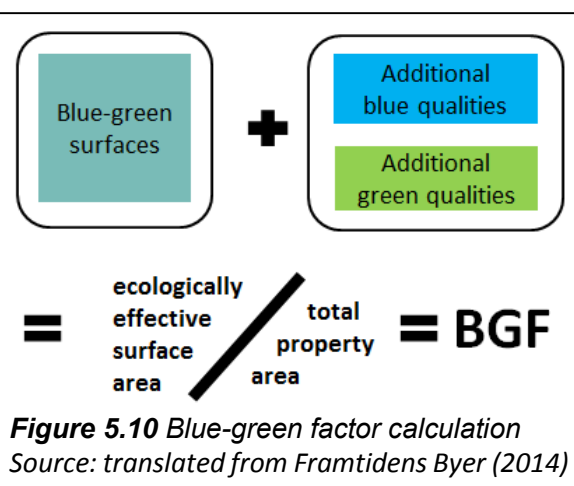 Blue-green
surfaces
+
Additional
blue qualities
Additional
green qualities
=
ecologically
effective
surface
area
/
total
property
area
= BGF
Figure 5.10 Blue-green factor calculation
Source: translated from Framtidens Byer (2014)